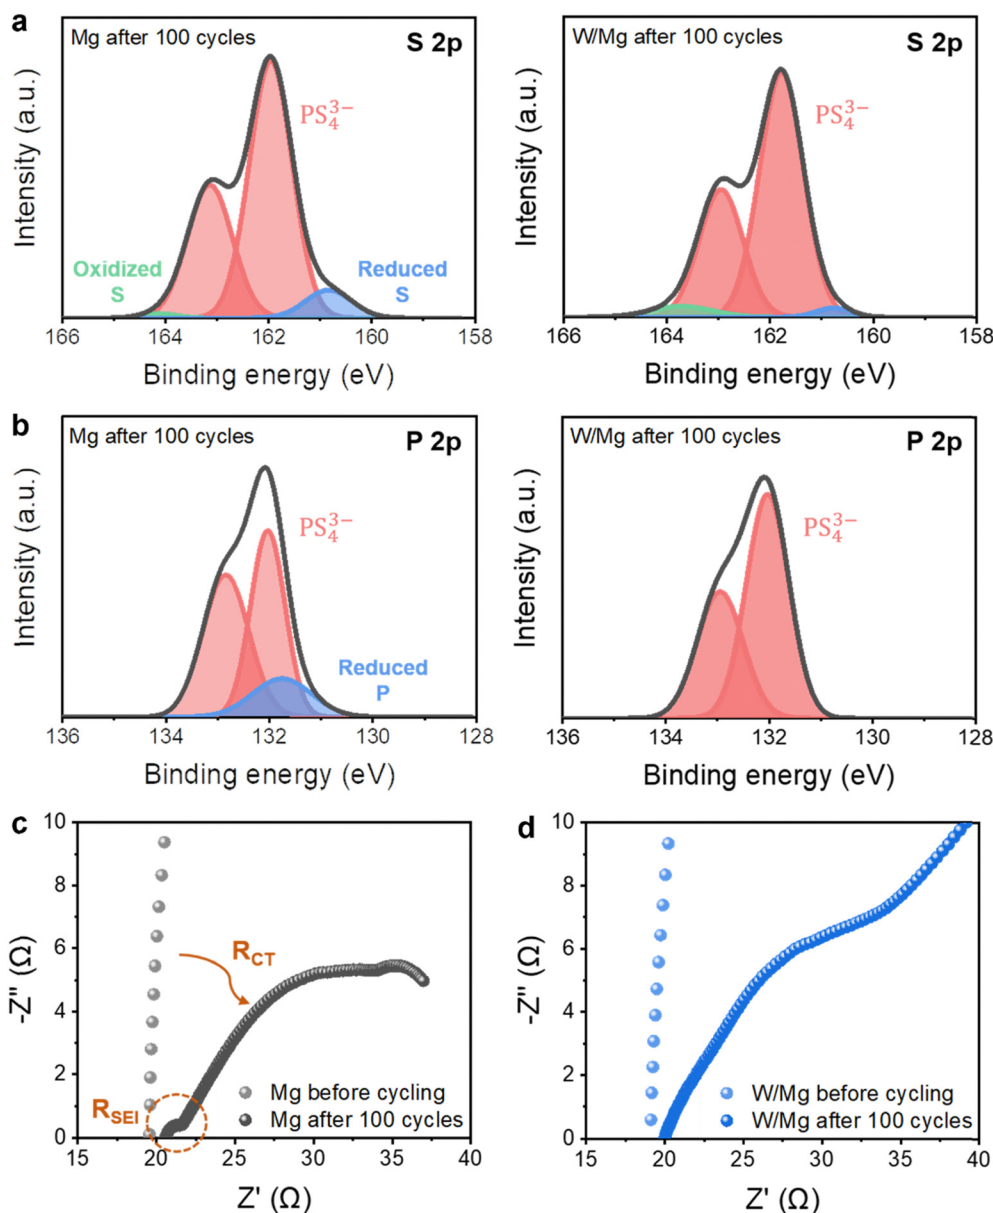 a
Mg after 100 cycles
S 2p
PS₄³⁻
Oxidized
S
Reduced
S
Intensity (a.u.)
166 164 162 160 158
Binding energy (eV)
W/Mg after 100 cycles
S 2p
PS₄³⁻
Intensity (a.u.)
166 164 162 160 158
Binding energy (eV)
b
Mg after 100 cycles
P 2p
PS₄³⁻
Reduced
P
Intensity (a.u.)
136 134 132 130 128
Binding energy (eV)
W/Mg after 100 cycles
P 2p
PS₄³⁻
Intensity (a.u.)
136 134 132 130 128
Binding energy (eV)
c
10
8
6
4
2
0
-Z" (Ω)
R_CT
R_SEI
Mg before cycling
Mg after 100 cycles
15 20 25 30 35 40
Z' (Ω)
d
10
8
6
4
2
0
-Z" (Ω)
W/Mg before cycling
W/Mg after 100 cycles
15 20 25 30 35 40
Z' (Ω)